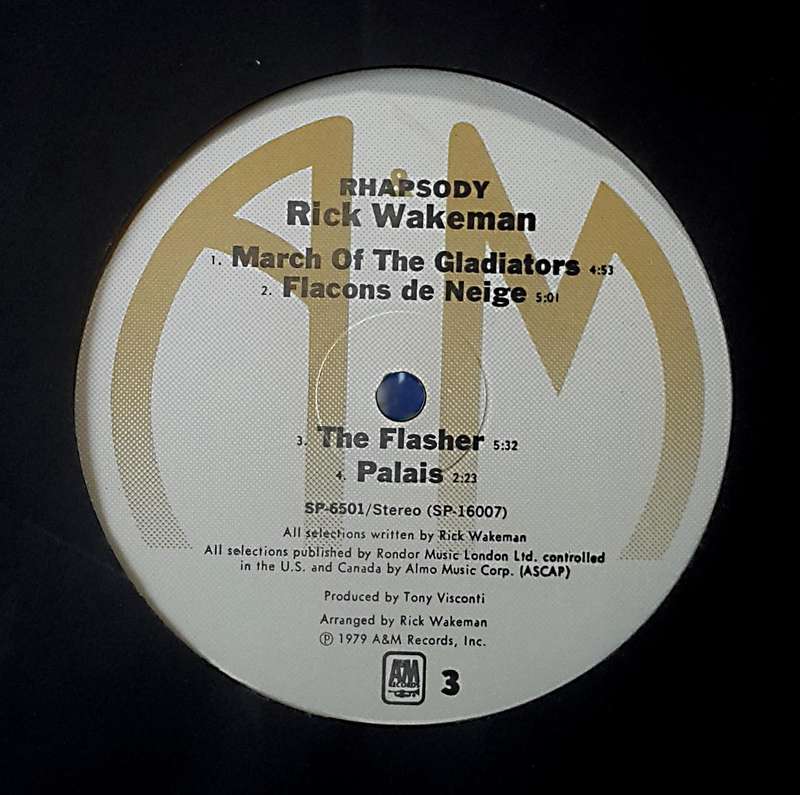 A&M
RHAPSODY
Rick Wakeman
1. March Of The Gladiators 4:53
2. Flacons de Neige 5:01
3. The Flasher 5:32
4. Palais 2:23
SP-6501/Stereo (SP-16007)
All selections written by Rick Wakeman
All selections published by Rondor Music London Ltd. controlled
in the U.S. and Canada by Almo Music Corp. (ASCAP)
Produced by Tony Visconti
Arranged by Rick Wakeman
℗ 1979 A&M Records, Inc.
A&M
RECORDS
3